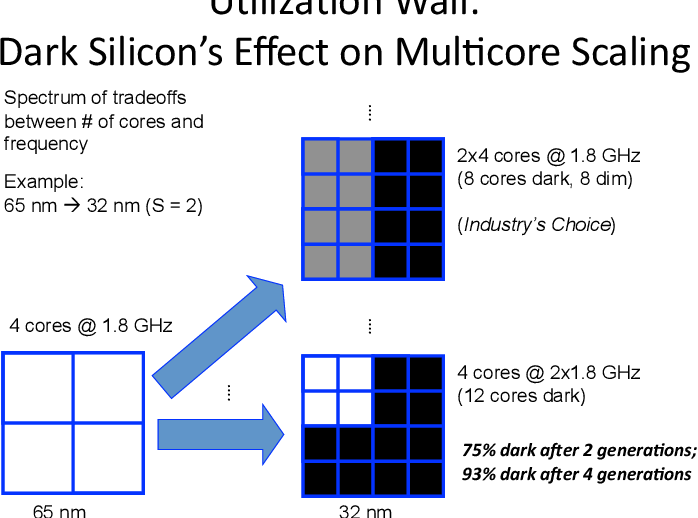 Utilization Wall:
Dark Silicon's Effect on Multicore Scaling
Spectrum of tradeoffs
between # of cores and
frequency
Example:
65 nm → 32 nm (S = 2)
2x4 cores @ 1.8 GHz
(8 cores dark, 8 dim)
(Industry's Choice)
4 cores @ 1.8 GHz
4 cores @ 2x1.8 GHz
(12 cores dark)
75% dark after 2 generations;
93% dark after 4 generations
65 nm
32 nm